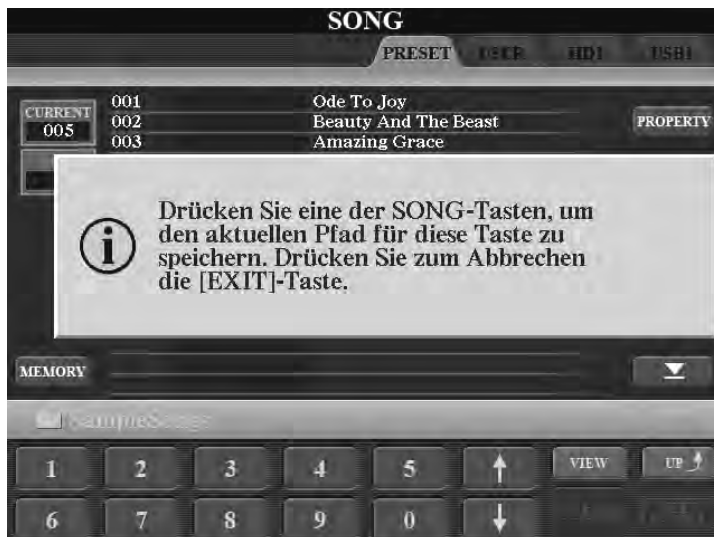 SONG
PRESET USER HD1 USB1
CURRENT
005
001 Ode To Joy
002 Beauty And The Beast
003 Amazing Grace
PROPERTY
Drücken Sie eine der SONG-Tasten, um
den aktuellen Pfad für diese Taste zu
speichern. Drücken Sie zum Abbrechen
die [EXIT]-Taste.
MEMORY
SampleSongs
1 2 3 4 5 VIEW UP
6 7 8 9 0